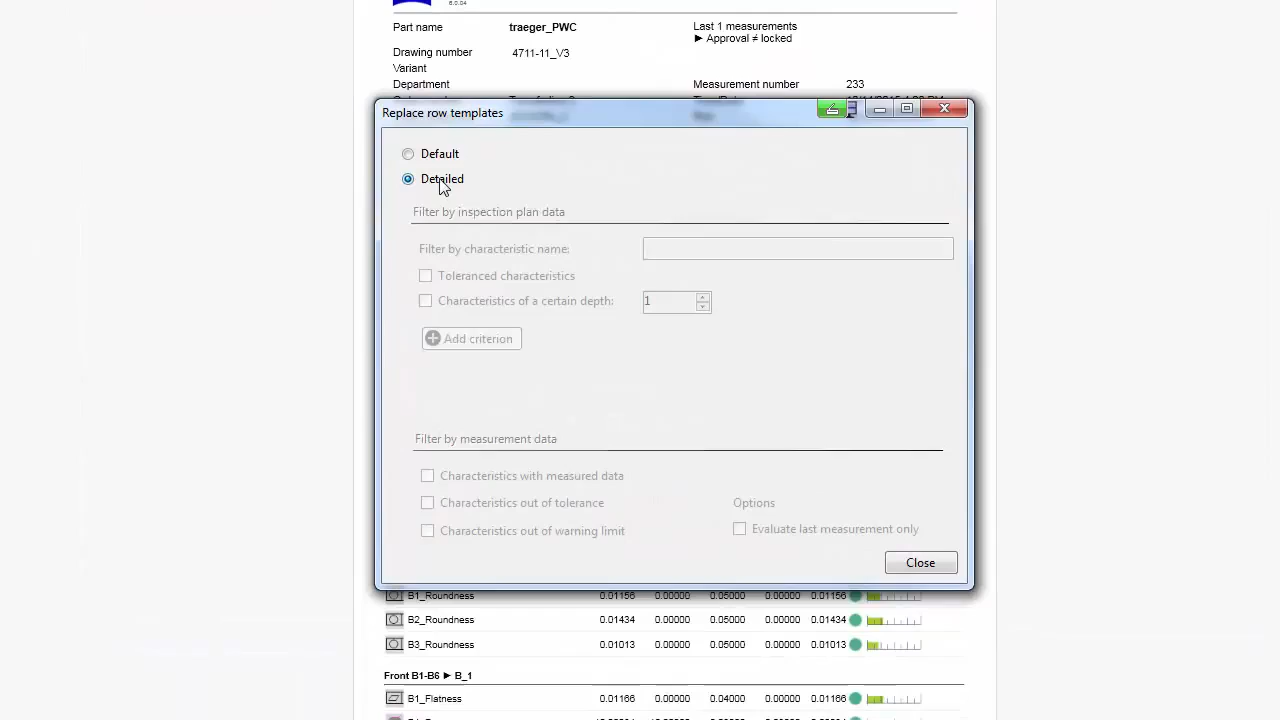 6.0.04
Part name traeger_PWC Last 1 measurements
► Approval ≠ locked
Drawing number 4711-11_V3
Variant
Department Measurement number 233
Replace row templates
Default
Detailed
Filter by inspection plan data
Filter by characteristic name:
Toleranced characteristics
Characteristics of a certain depth: 1
Add criterion
Filter by measurement data
Characteristics with measured data
Characteristics out of tolerance Options
Characteristics out of warning limit Evaluate last measurement only
Close
B1_Roundness 0.01156 0.00000 0.05000 0.00000 0.01156
B2_Roundness 0.01434 0.00000 0.05000 0.00000 0.01434
B3_Roundness 0.01013 0.00000 0.05000 0.00000 0.01013
Front B1-B6 ► B_1
B1_Flatness 0.01166 0.00000 0.04000 0.00000 0.01166